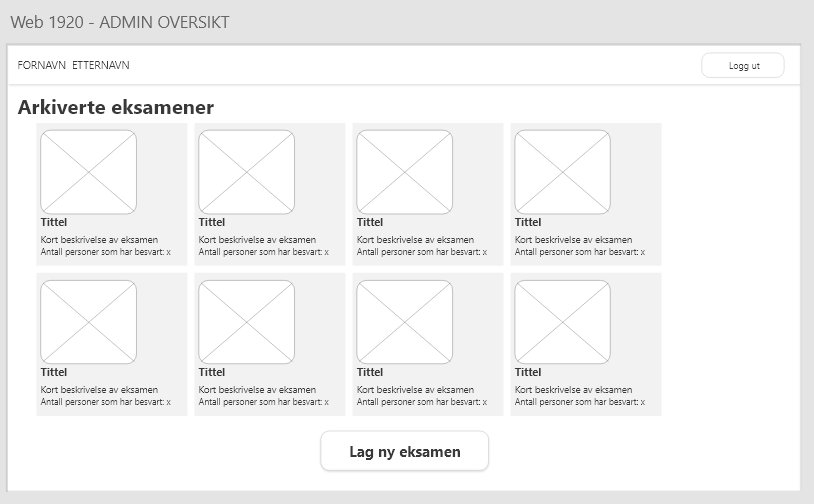 Web 1920 - ADMIN OVERSIKT
FORNAVN ETTERNAVN
Logg ut
Arkiverte eksamener
Tittel
Kort beskrivelse av eksamen
Antall personer som har besvart: x
Tittel
Kort beskrivelse av eksamen
Antall personer som har besvart: x
Tittel
Kort beskrivelse av eksamen
Antall personer som har besvart: x
Tittel
Kort beskrivelse av eksamen
Antall personer som har besvart: x
Tittel
Kort beskrivelse av eksamen
Antall personer som har besvart: x
Tittel
Kort beskrivelse av eksamen
Antall personer som har besvart: x
Tittel
Kort beskrivelse av eksamen
Antall personer som har besvart: x
Tittel
Kort beskrivelse av eksamen
Antall personer som har besvart: x
Lag ny eksamen